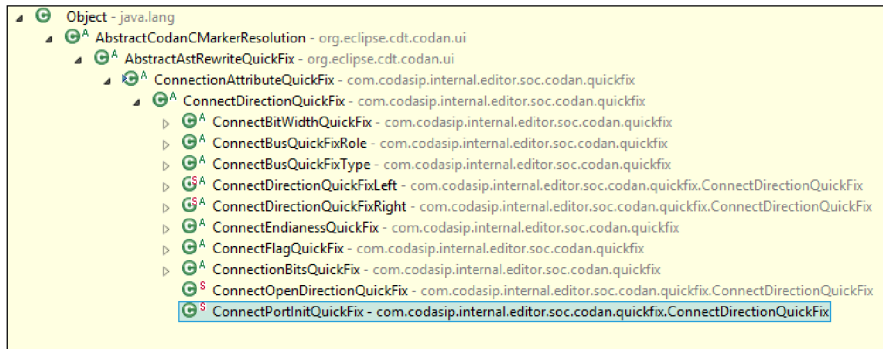 Object - java.lang
AbstractCodanCMarkerResolution - org.eclipse.cdt.codan.ui
AbstractAstRewriteQuickFix - org.eclipse.cdt.codan.ui
ConnectionAttributeQuickFix - com.codasip.internal.editor.soc.codan.quickfix
ConnectDirectionQuickFix - com.codasip.internal.editor.soc.codan.quickfix
ConnectBitWidthQuickFix - com.codasip.internal.editor.soc.codan.quickfix
ConnectBusQuickFixRole - com.codasip.internal.editor.soc.codan.quickfix
ConnectBusQuickFixType - com.codasip.internal.editor.soc.codan.quickfix
ConnectDirectionQuickFixLeft - com.codasip.internal.editor.soc.codan.quickfix.ConnectDirectionQuickFix
ConnectDirectionQuickFixRight - com.codasip.internal.editor.soc.codan.quickfix.ConnectDirectionQuickFix
ConnectEndianessQuickFix - com.codasip.internal.editor.soc.codan.quickfix
ConnectFlagQuickFix - com.codasip.internal.editor.soc.codan.quickfix
ConnectionBitsQuickFix - com.codasip.internal.editor.soc.codan.quickfix
ConnectOpenDirectionQuickFix - com.codasip.internal.editor.soc.codan.quickfix.ConnectDirectionQuickFix
ConnectPortInitQuickFix - com.codasip.internal.editor.soc.codan.quickfix.ConnectDirectionQuickFix